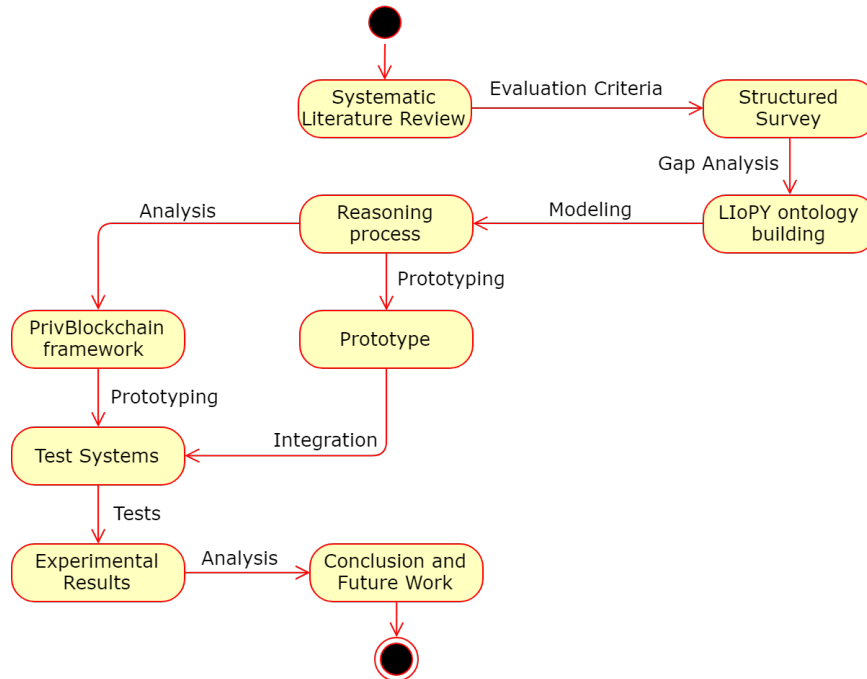 Systematic
Literature Review
Evaluation Criteria
Structured
Survey
Gap Analysis
LIoPY ontology
building
Modeling
Reasoning
process
Analysis
Prototyping
PrivBlockchain
framework
Prototype
Prototyping
Integration
Test Systems
Tests
Experimental
Results
Analysis
Conclusion and
Future Work